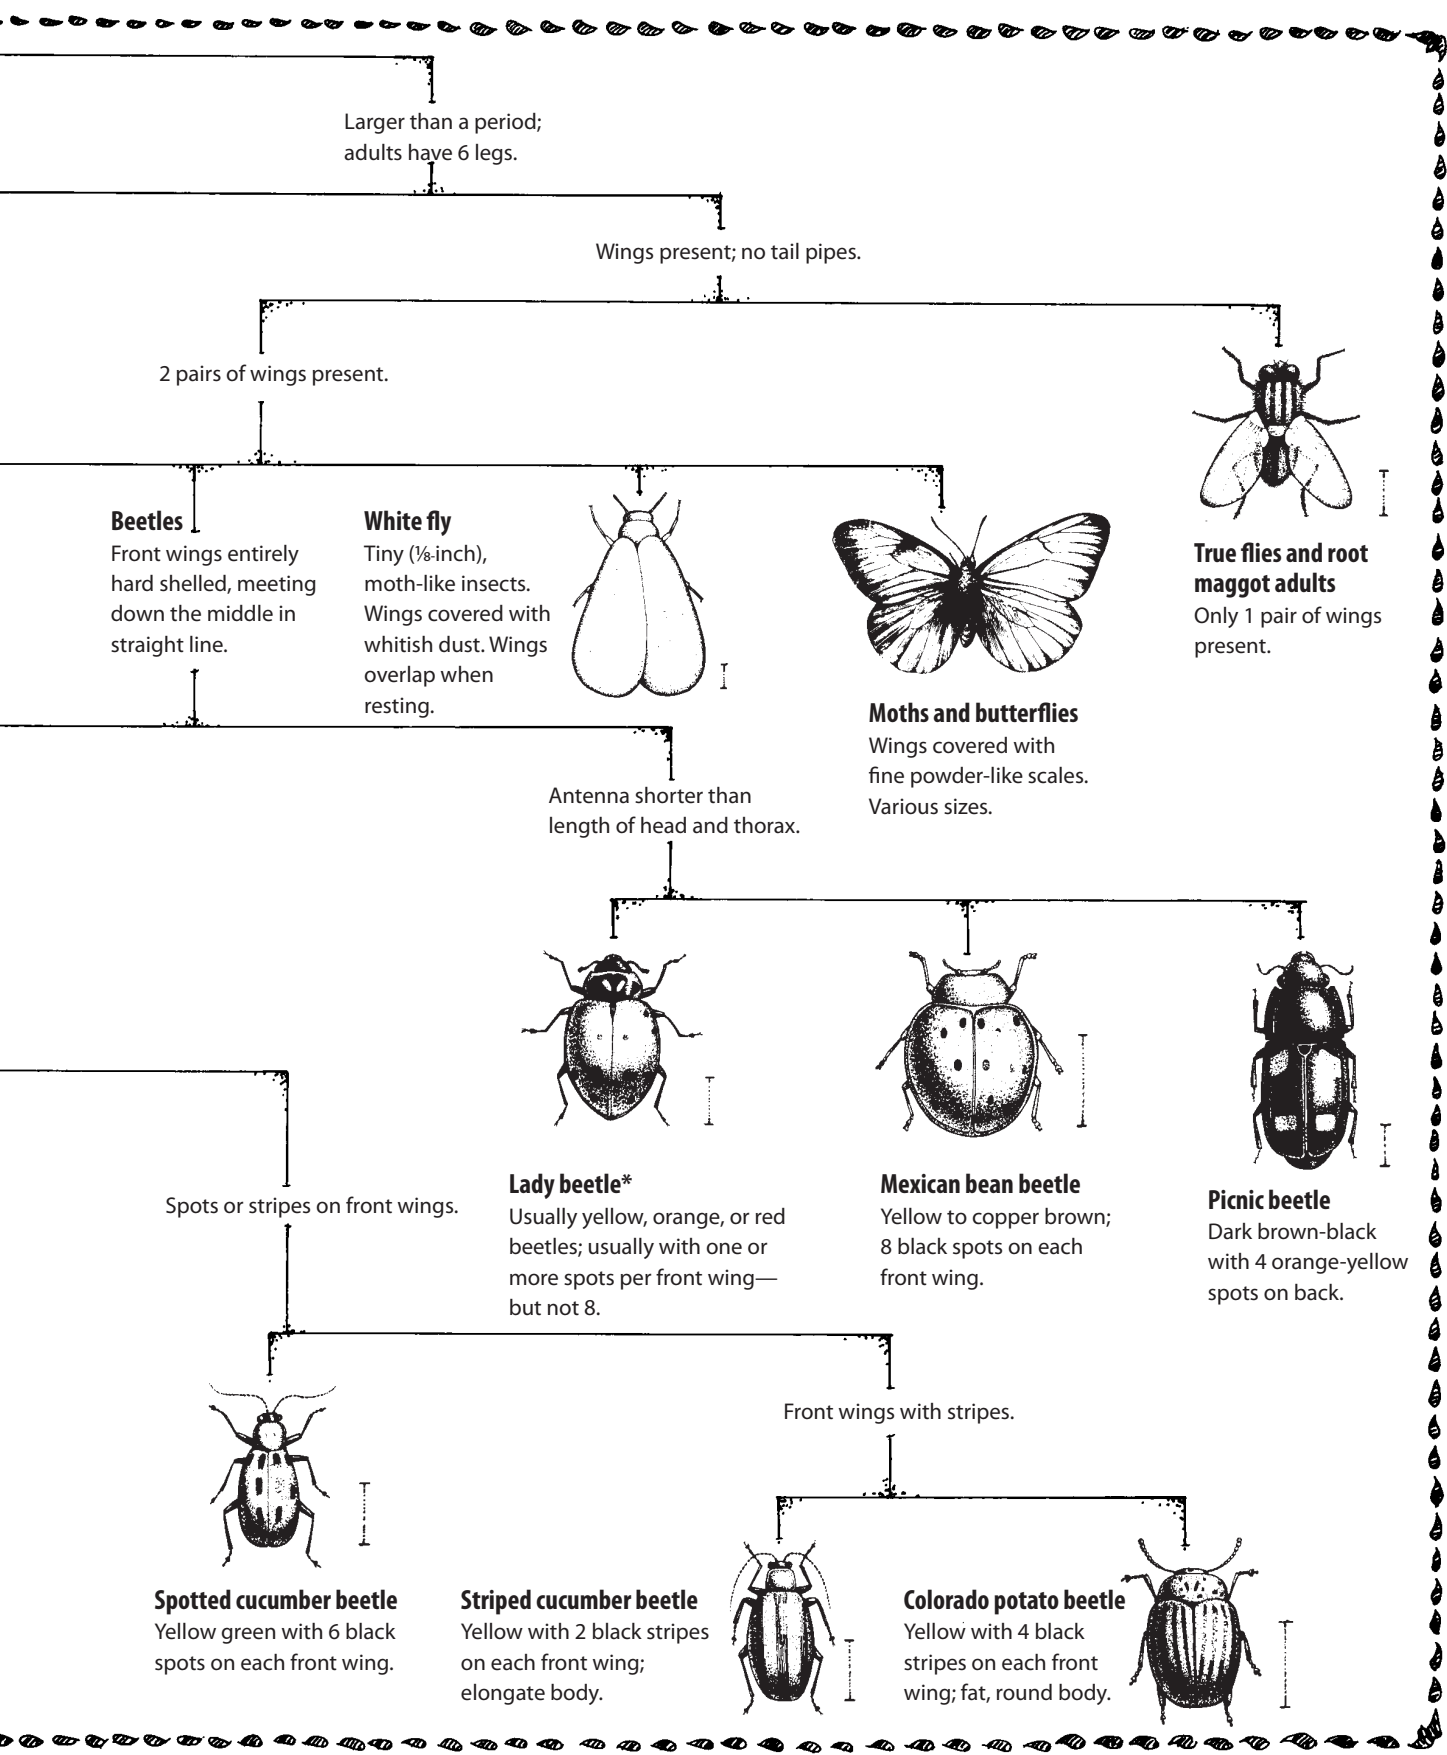 Larger than a period;
adults have 6 legs.
Wings present; no tail pipes.
2 pairs of wings present.
Beetles
Front wings entirely
hard shelled, meeting
down the middle in
straight line.
White fly
Tiny (⅛-inch),
moth-like insects.
Wings covered with
whitish dust. Wings
overlap when
resting.
Moths and butterflies
Wings covered with
fine powder-like scales.
Various sizes.
True flies and root
maggot adults
Only 1 pair of wings
present.
Antenna shorter than
length of head and thorax.
Lady beetle*
Usually yellow, orange, or red
beetles; usually with one or
more spots per front wing—
but not 8.
Mexican bean beetle
Yellow to copper brown;
8 black spots on each
front wing.
Picnic beetle
Dark brown-black
with 4 orange-yellow
spots on back.
Spots or stripes on front wings.
Front wings with stripes.
Spotted cucumber beetle
Yellow green with 6 black
spots on each front wing.
Striped cucumber beetle
Yellow with 2 black stripes
on each front wing;
elongate body.
Colorado potato beetle
Yellow with 4 black
stripes on each front
wing; fat, round body.